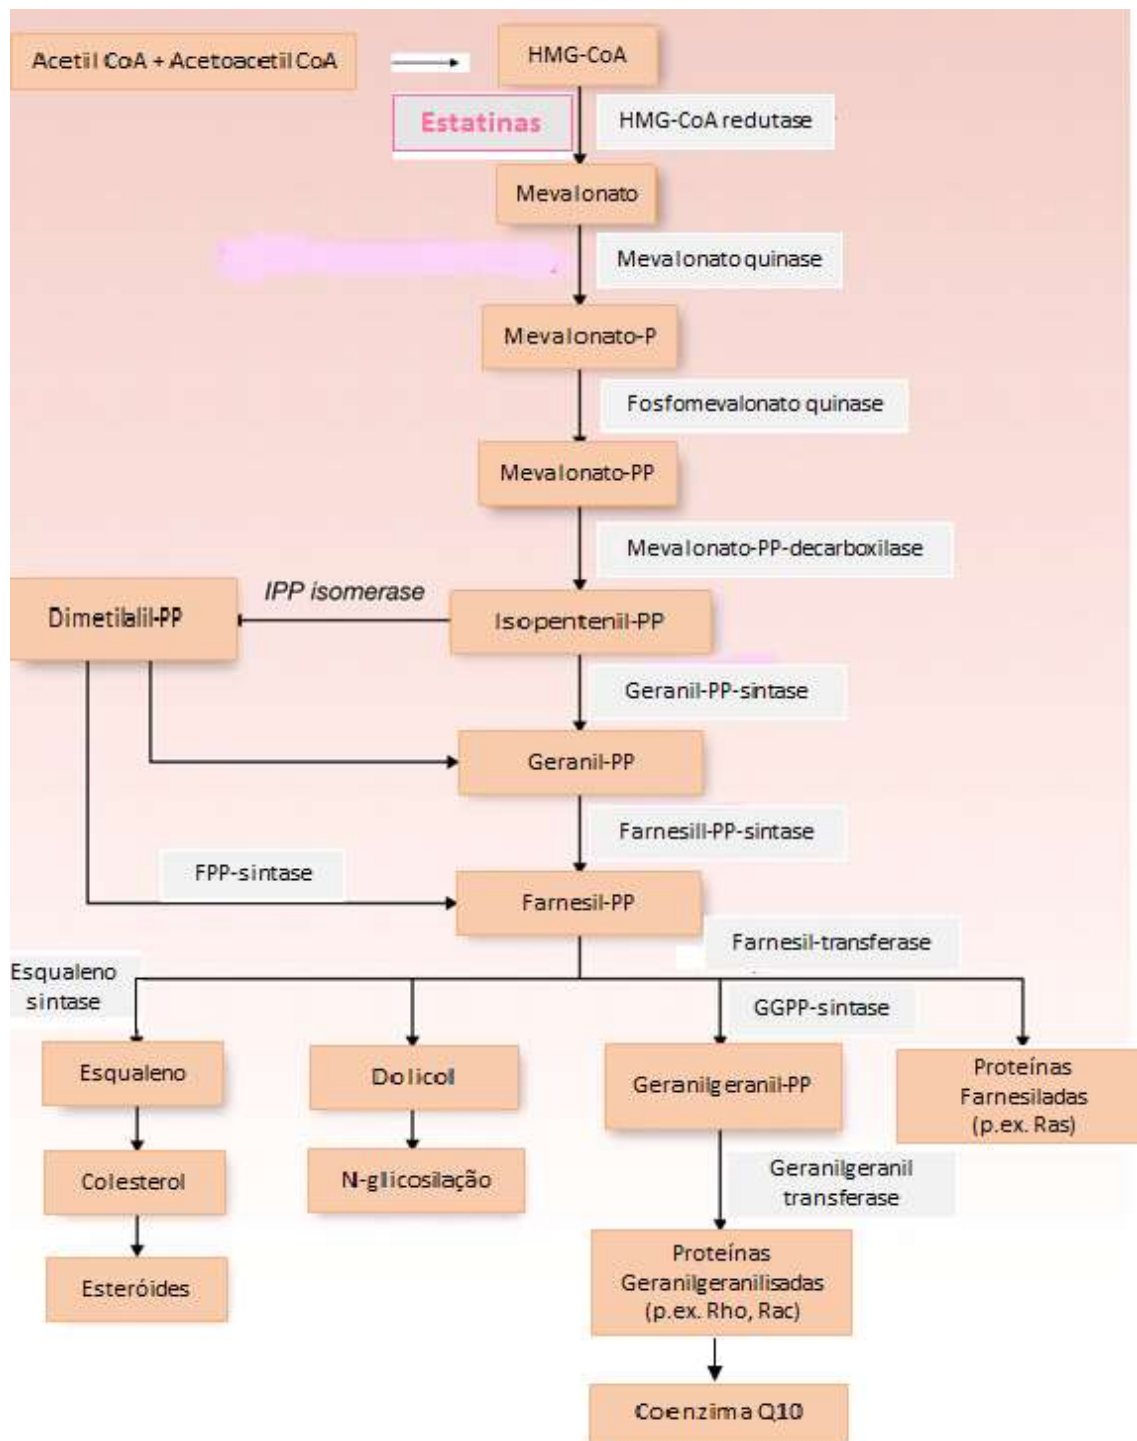 Acetil CoA + Acetoacetil CoA
HMG-CoA
Estatinas
HMG-CoA redutase
Mevalonato
Mevalonato quinase
Mevalonato-P
Fosfomevalonato quinase
Mevalonato-PP
Mevalonato-PP-decarboxilase
IPP isomerase
Dimetilalil-PP
Isopentenil-PP
Geranil-PP-sintase
Geranil-PP
Farnesill-PP-sintase
FPP-sintase
Farnesil-PP
Farnesil-transferase
Esqualeno
sintase
GGPP-sintase
Esqualeno
Dolicol
Geranilgeranil-PP
Proteínas
Farnesiladas
(p.ex. Ras)
Colesterol
N-glicosilação
Geranilgeranil
transferase
Esteróides
Proteínas
Geranilgeranilisadas
(p.ex. Rho, Rac)
Coenzima Q10